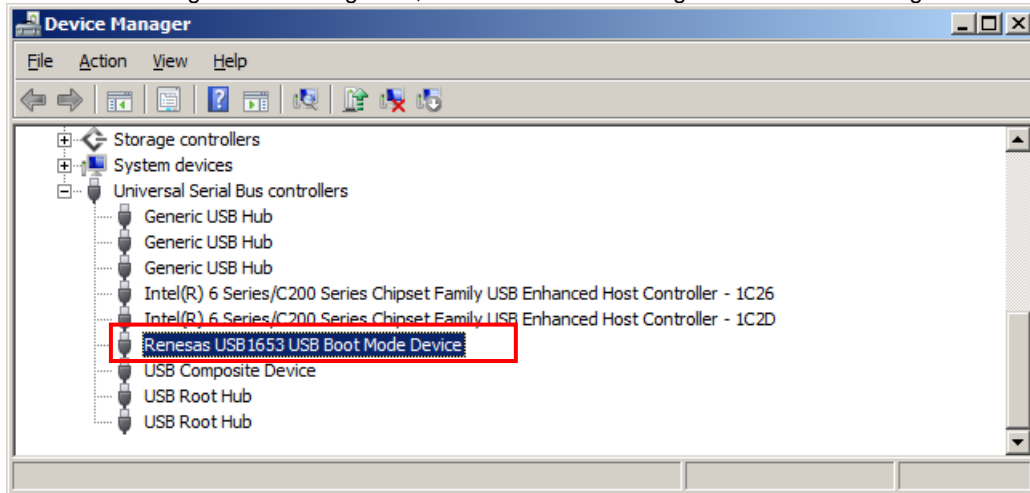 Device Manager
File Action View Help
Storage controllers
System devices
Universal Serial Bus controllers
Generic USB Hub
Generic USB Hub
Generic USB Hub
Intel(R) 6 Series/C200 Series Chipset Family USB Enhanced Host Controller - 1C26
Intel(R) 6 Series/C200 Series Chipset Family USB Enhanced Host Controller - 1C2D
Renesas USB1653 USB Boot Mode Device
USB Composite Device
USB Root Hub
USB Root Hub